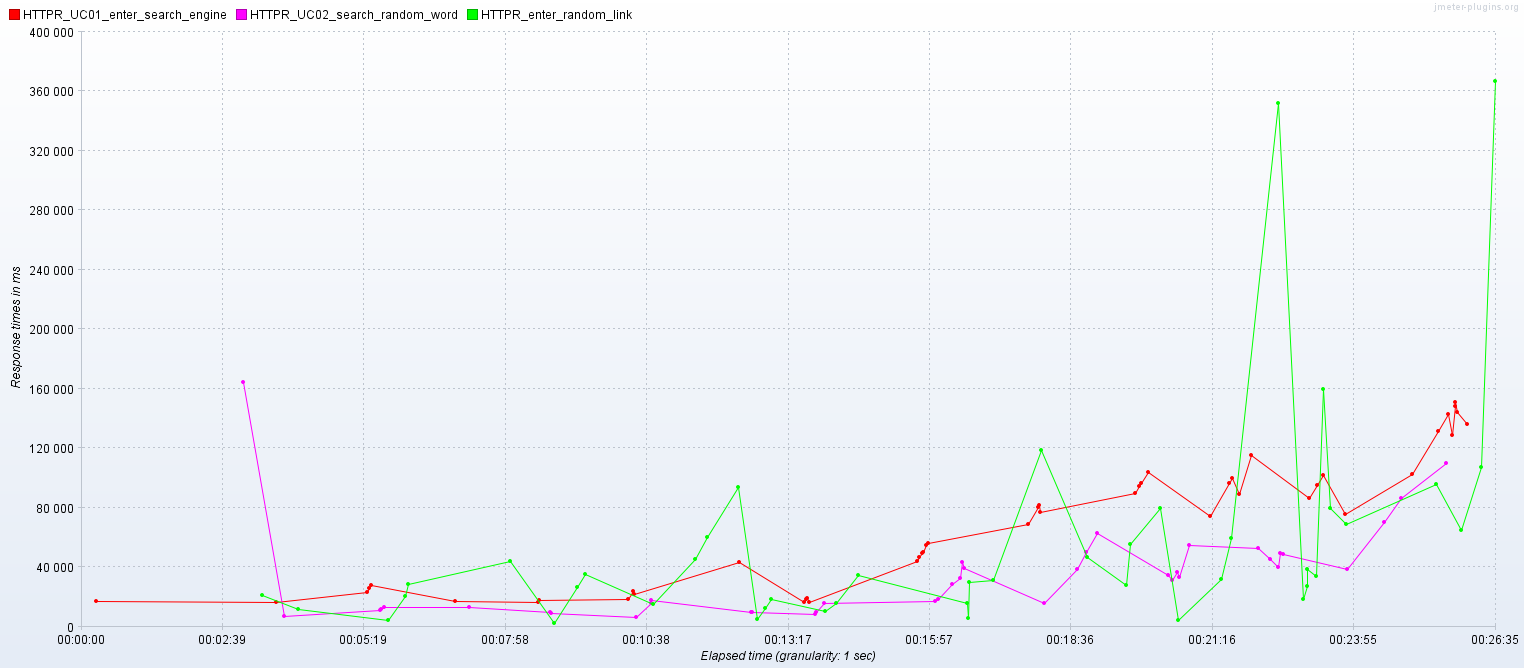 HTTPR_UC01_enter_search_engine HTTPR_UC02_search_random_word HTTPR_enter_random_link
jmeter-plugins.org
400 000
360 000
320 000
280 000
240 000
200 000
160 000
120 000
80 000
40 000
0
Response times in ms
00:00:00 00:02:39 00:05:19 00:07:58 00:10:38 00:13:17 00:15:57 00:18:36 00:21:16 00:23:55 00:26:35
Elapsed time (granularity: 1 sec)